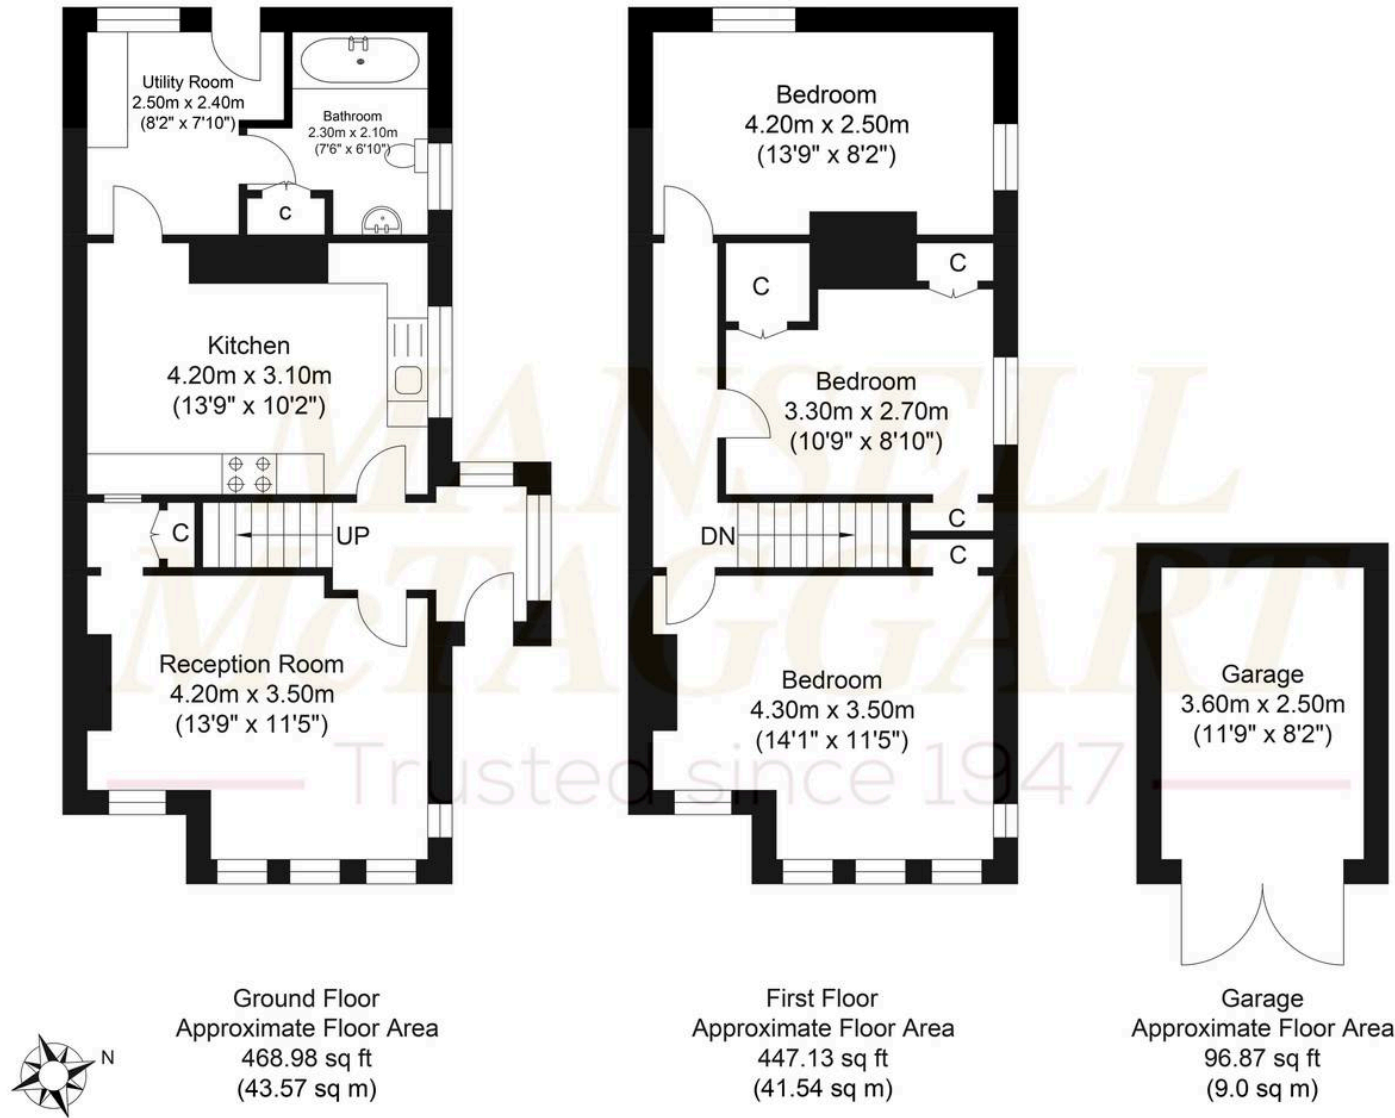 Utility Room
2.50m x 2.40m
(8'2" x 7'10")
Bathroom
2.30m x 2.10m
(7'6" x 6'10")
c
Kitchen
4.20m x 3.10m
(13'9" x 10'2")
C
UP
Reception Room
4.20m x 3.50m
(13'9" x 11'5")
Bedroom
4.20m x 2.50m
(13'9" x 8'2")
C
C
Bedroom
3.30m x 2.70m
(10'9" x 8'10")
DN
C
C
Bedroom
4.30m x 3.50m
(14'1" x 11'5")
Garage
3.60m x 2.50m
(11'9" x 8'2")
MANSELL
McTAGGART
Trusted since 1947
Ground Floor
Approximate Floor Area
468.98 sq ft
(43.57 sq m)
First Floor
Approximate Floor Area
447.13 sq ft
(41.54 sq m)
Garage
Approximate Floor Area
96.87 sq ft
(9.0 sq m)
N